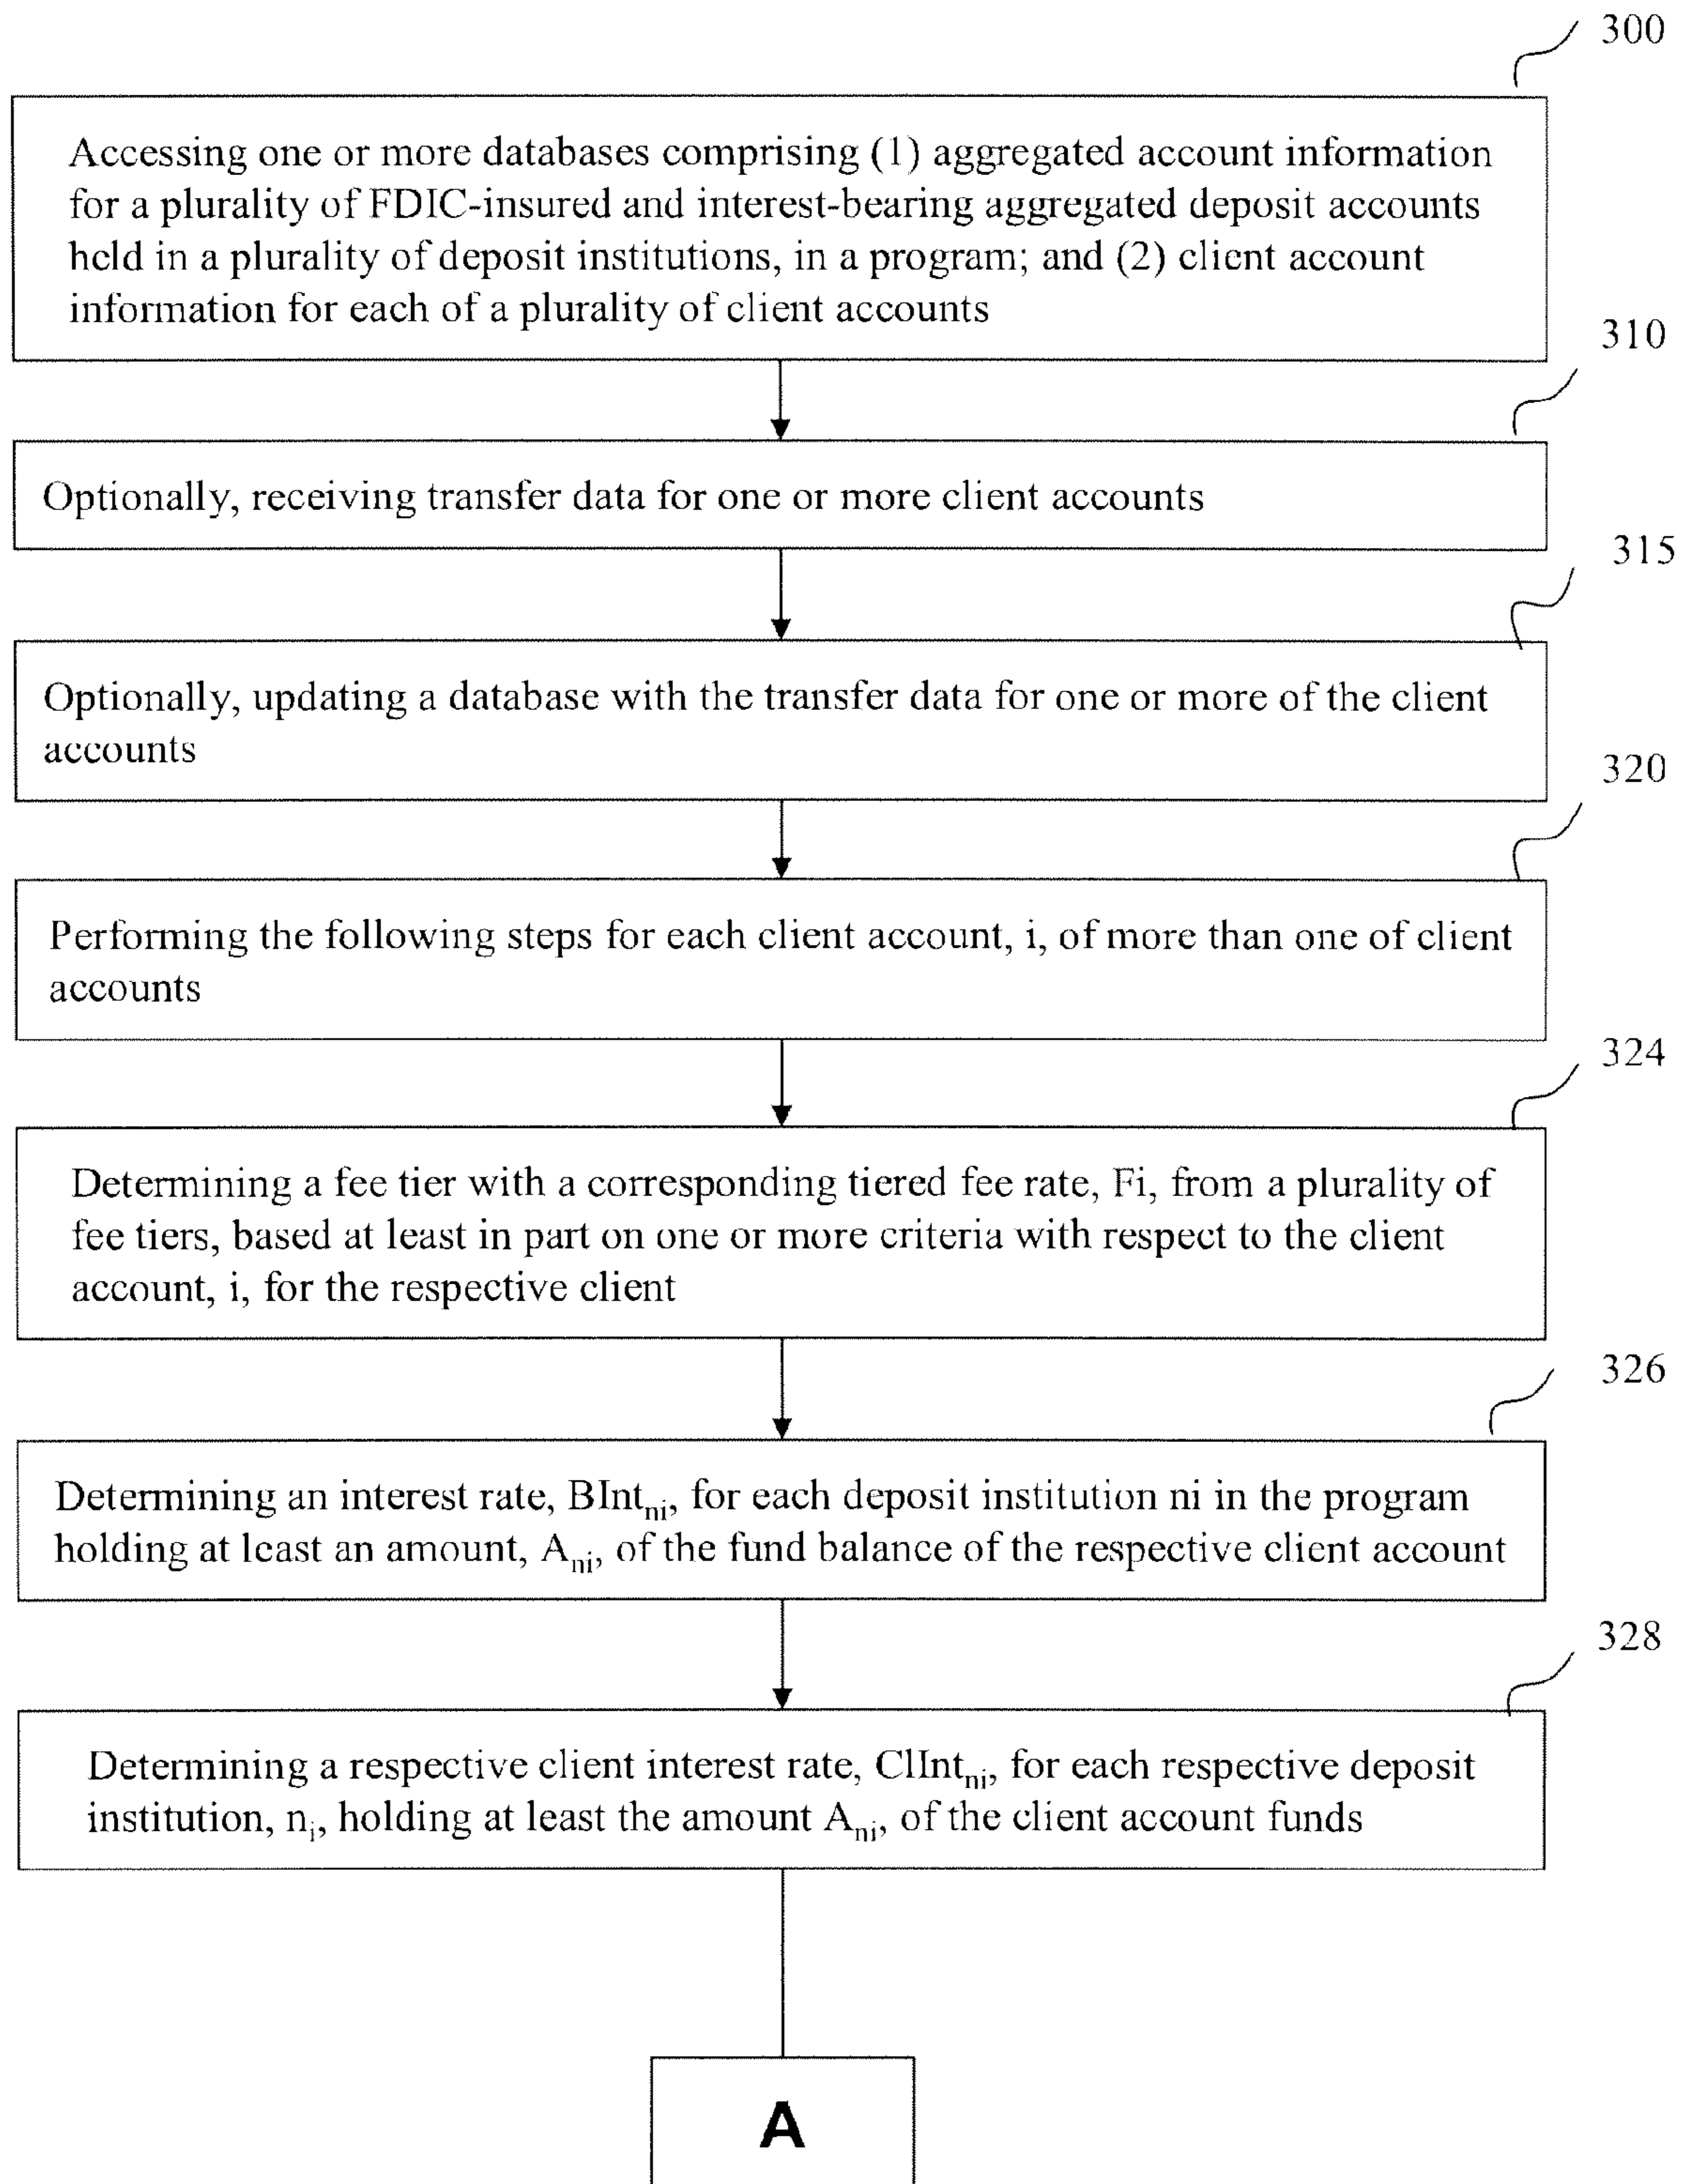 300
Accessing one or more databases comprising (1) aggregated account information
for a plurality of FDIC-insured and interest-bearing aggregated deposit accounts
held in a plurality of deposit institutions, in a program; and (2) client account
information for each of a plurality of client accounts
310
Optionally, receiving transfer data for one or more client accounts
315
Optionally, updating a database with the transfer data for one or more of the client
accounts
320
Performing the following steps for each client account, i, of more than one of client
accounts
324
Determining a fee tier with a corresponding tiered fee rate, Fi, from a plurality of
fee tiers, based at least in part on one or more criteria with respect to the client
account, i, for the respective client
326
Determining an interest rate, BInt_ni, for each deposit institution ni in the program
holding at least an amount, A_ni, of the fund balance of the respective client account
328
Determining a respective client interest rate, ClInt_ni, for each respective deposit
institution, n_i, holding at least the amount A_ni, of the client account funds
A